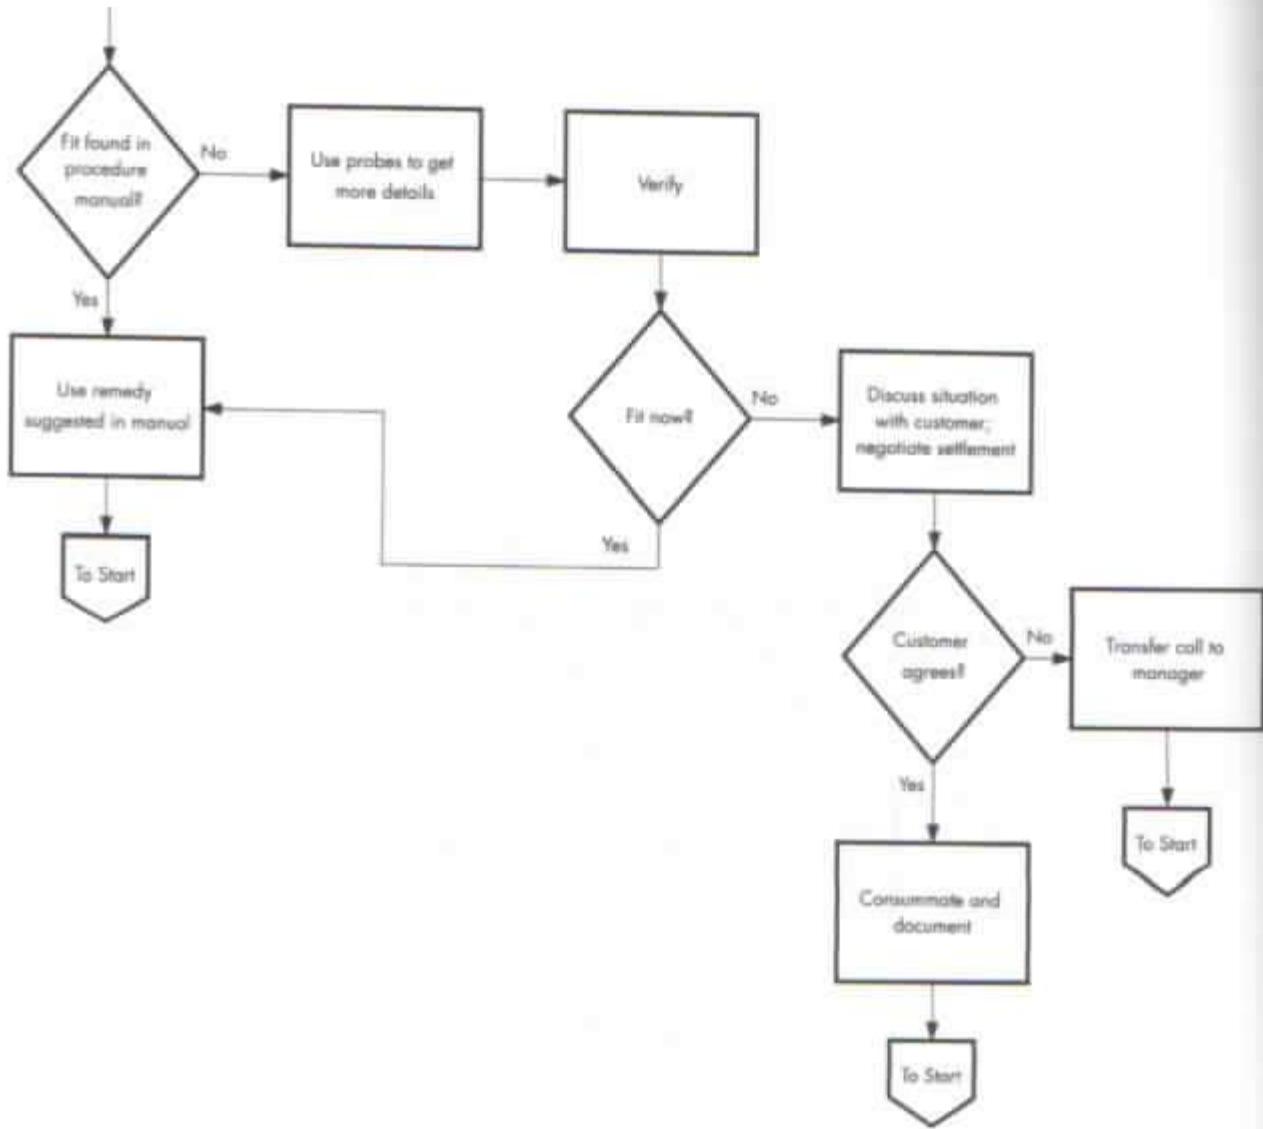 Fit found in
procedure
manual?
No
Use probes to get
more details
Verify
Yes
Use remedy
suggested in manual
To Start
Fit now?
No
Discuss situation
with customer;
negotiate settlement
Yes
Customer
agrees?
No
Transfer call to
manager
To Start
Yes
Consummate and
document
To Start